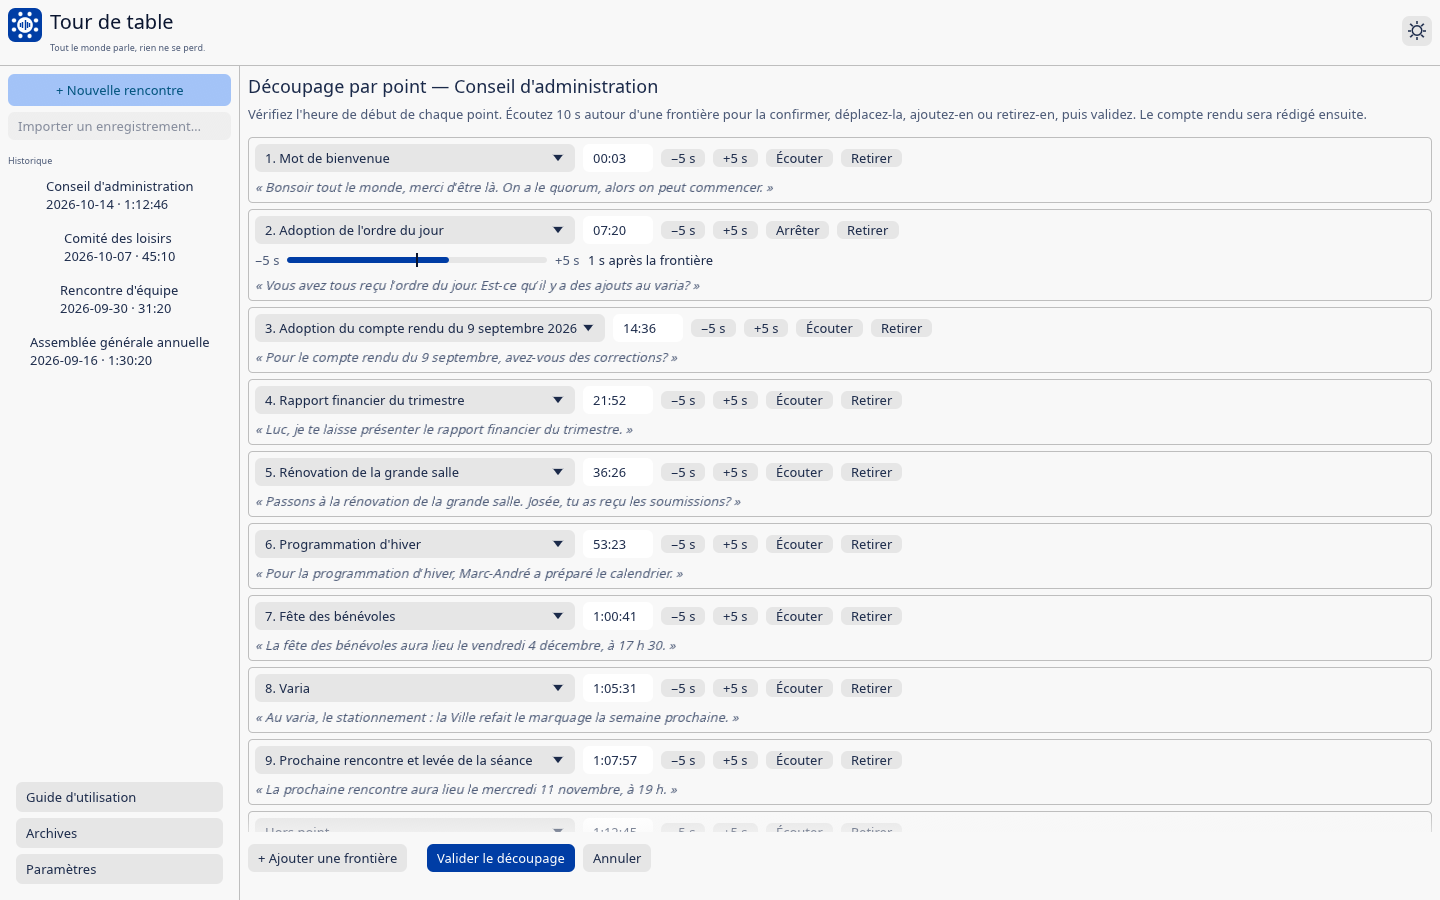 Tour de table
Tout le monde parle, rien ne se perd.
+ Nouvelle rencontre
Importer un enregistrement...
Historique
Conseil d'administration
2026-10-14 · 1:12:46
Comité des loisirs
2026-10-07 · 45:10
Rencontre d'équipe
2026-09-30 · 31:20
Assemblée générale annuelle
2026-09-16 · 1:30:20
Guide d'utilisation
Archives
Paramètres
Découpage par point — Conseil d'administration
Vérifiez l'heure de début de chaque point. Écoutez 10 s autour d'une frontière pour la confirmer, déplacez-la, ajoutez-en ou retirez-en, puis validez. Le compte rendu sera rédigé ensuite.
1. Mot de bienvenue 00:03 −5 s +5 s Écouter Retirer
« Bonsoir tout le monde, merci d'être là. On a le quorum, alors on peut commencer. »
2. Adoption de l'ordre du jour 07:20 −5 s +5 s Arrêter Retirer
−5 s +5 s 1 s après la frontière
« Vous avez tous reçu l'ordre du jour. Est-ce qu'il y a des ajouts au varia? »
3. Adoption du compte rendu du 9 septembre 2026 14:36 −5 s +5 s Écouter Retirer
« Pour le compte rendu du 9 septembre, avez-vous des corrections? »
4. Rapport financier du trimestre 21:52 −5 s +5 s Écouter Retirer
« Luc, je te laisse présenter le rapport financier du trimestre. »
5. Rénovation de la grande salle 36:26 −5 s +5 s Écouter Retirer
« Passons à la rénovation de la grande salle. Josée, tu as reçu les soumissions? »
6. Programmation d'hiver 53:23 −5 s +5 s Écouter Retirer
« Pour la programmation d'hiver, Marc-André a préparé le calendrier. »
7. Fête des bénévoles 1:00:41 −5 s +5 s Écouter Retirer
« La fête des bénévoles aura lieu le vendredi 4 décembre, à 17 h 30. »
8. Varia 1:05:31 −5 s +5 s Écouter Retirer
« Au varia, le stationnement : la Ville refait le marquage la semaine prochaine. »
9. Prochaine rencontre et levée de la séance 1:07:57 −5 s +5 s Écouter Retirer
« La prochaine rencontre aura lieu le mercredi 11 novembre, à 19 h. »
Hors point 1:12:45 −5 s +5 s Écouter Retirer
+ Ajouter une frontière Valider le découpage Annuler